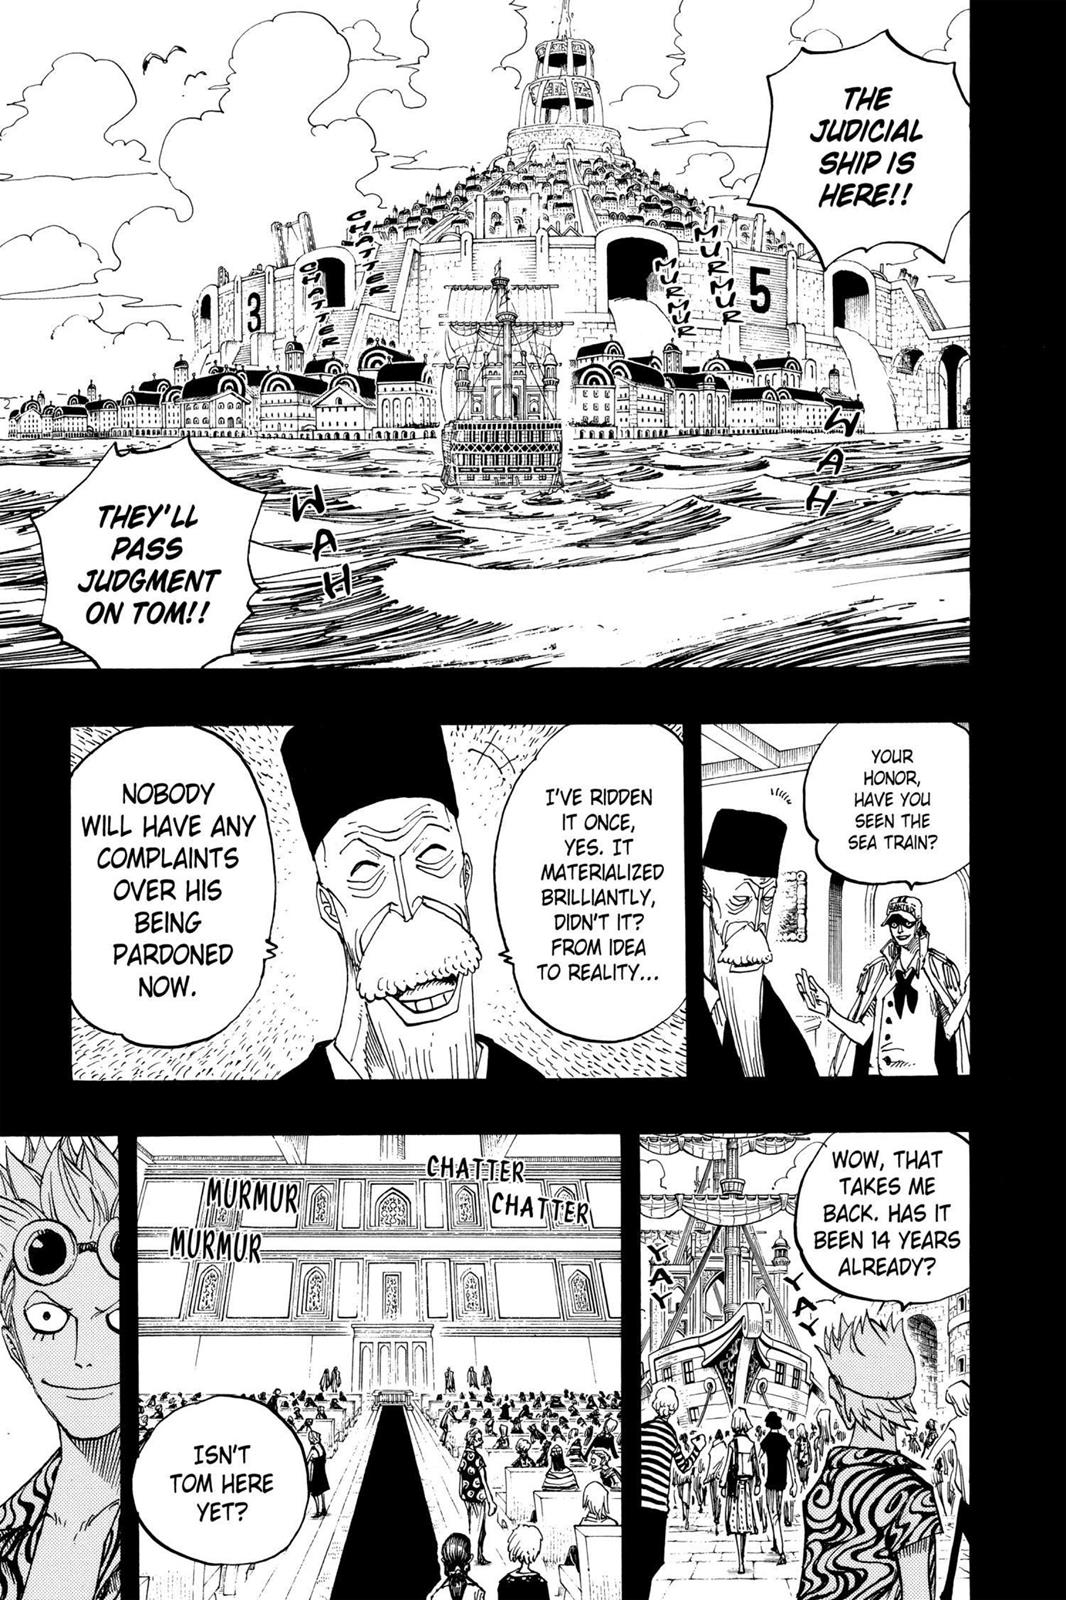 THE
JUDICIAL
SHIP IS
HERE!!
CHATTER
CHATTER
MURMUR
MURMUR
3
5
WAH
WAH
THEY'LL
PASS
JUDGMENT
ON TOM!!
YOUR
HONOR,
HAVE YOU
SEEN THE
SEA TRAIN?
I'VE RIDDEN
IT ONCE,
YES. IT
MATERIALIZED
BRILLIANTLY,
DIDN'T IT?
FROM IDEA
TO REALITY...
NOBODY
WILL HAVE ANY
COMPLAINTS
OVER HIS
BEING
PARDONED
NOW.
WOW, THAT
TAKES ME
BACK. HAS IT
BEEN 14 YEARS
ALREADY?
YAY
YAY
CHATTER
CHATTER
MURMUR
MURMUR
ISN'T
TOM HERE
YET?